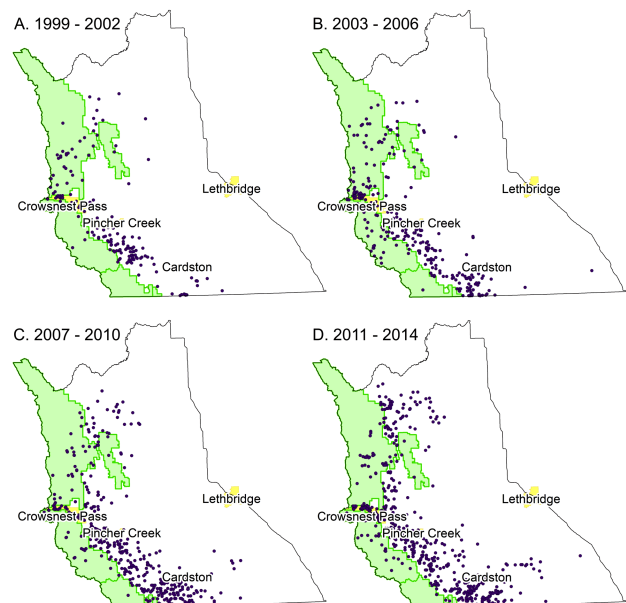 A. 1999 - 2002
Lethbridge
Crowsnest Pass
Pincher Creek
Cardston
B. 2003 - 2006
Lethbridge
Crowsnest Pass
Pincher Creek
Cardston
C. 2007 - 2010
Lethbridge
Crowsnest Pass
Pincher Creek
Cardston
D. 2011 - 2014
Lethbridge
Crowsnest Pass
Pincher Creek
Cardston